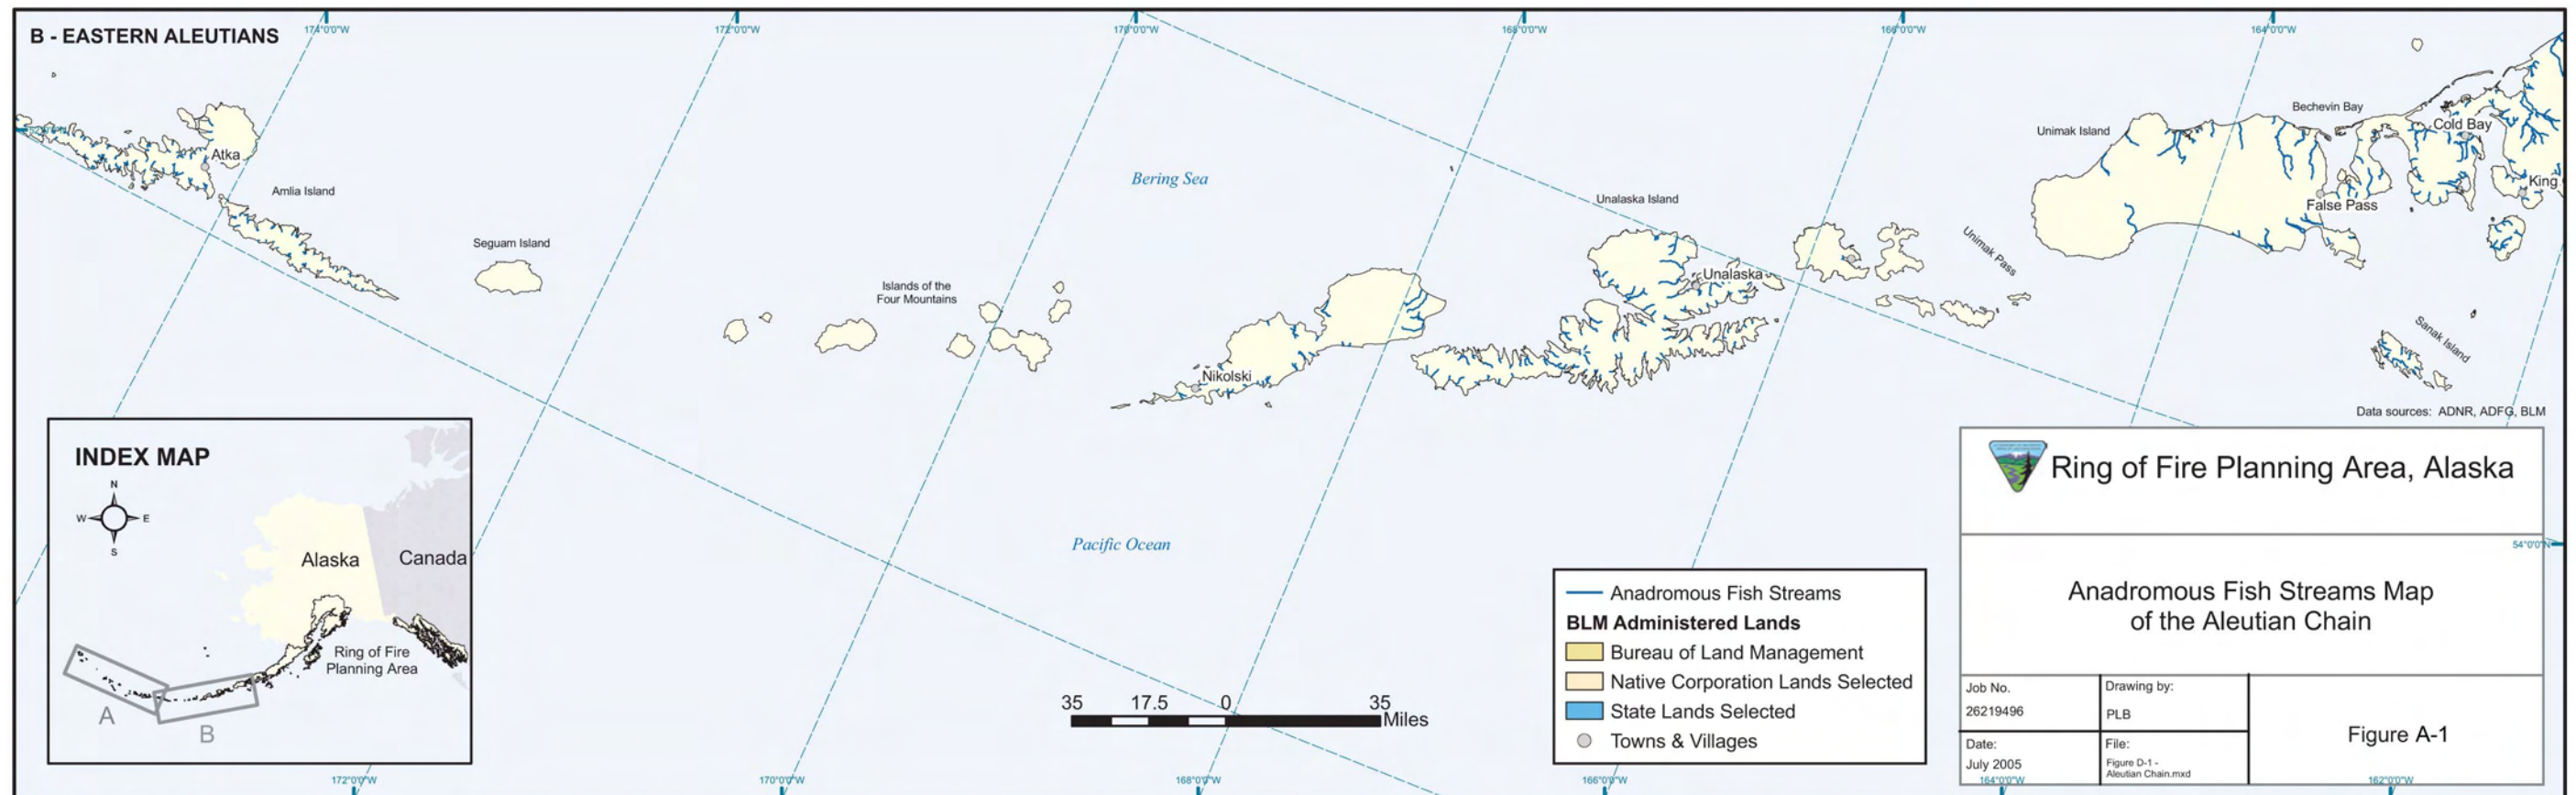 B - EASTERN ALEUTIANS
174°0'0"W
172°0'0"W
170°0'0"W
168°0'0"W
166°0'0"W
164°0'0"W
Bechevin Bay
Unimak Island
Cold Bay
Atka
Bering Sea
Amlia Island
King
Unalaska Island
False Pass
Seguam Island
Unimak Pass
Unalaska
Islands of the
Four Mountains
Sanak Island
Nikolski
Data sources: ADNR, ADFG, BLM
INDEX MAP
N
W
E
S
Alaska
Canada
Ring of Fire
Planning Area
A
B
Pacific Ocean
35
17.5
0
35
Miles
Anadromous Fish Streams
BLM Administered Lands
Bureau of Land Management
Native Corporation Lands Selected
State Lands Selected
Towns & Villages
Ring of Fire Planning Area, Alaska
54°0'0"N
Anadromous Fish Streams Map
of the Aleutian Chain
Job No.
26219496
Drawing by:
PLB
Date:
July 2005
File:
Figure D-1 -
Aleutian Chain.mxd
Figure A-1
172°0'0"W
170°0'0"W
168°0'0"W
166°0'0"W
164°0'0"W
162°0'0"W